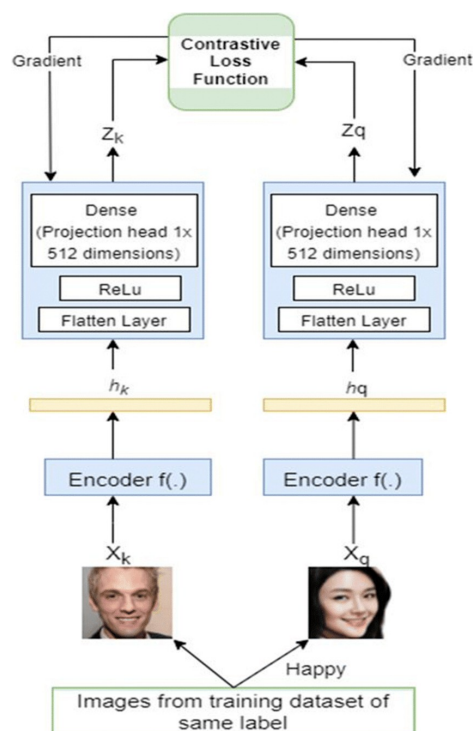 Contrastive
Loss
Function
Gradient
Gradient
Zk
Zq
Dense
(Projection head 1x
512 dimensions)
ReLu
Flatten Layer
Dense
(Projection head 1x
512 dimensions)
ReLu
Flatten Layer
hk
hq
Encoder f(.)
Encoder f(.)
Xk
Xq
Happy
Images from training dataset of
same label